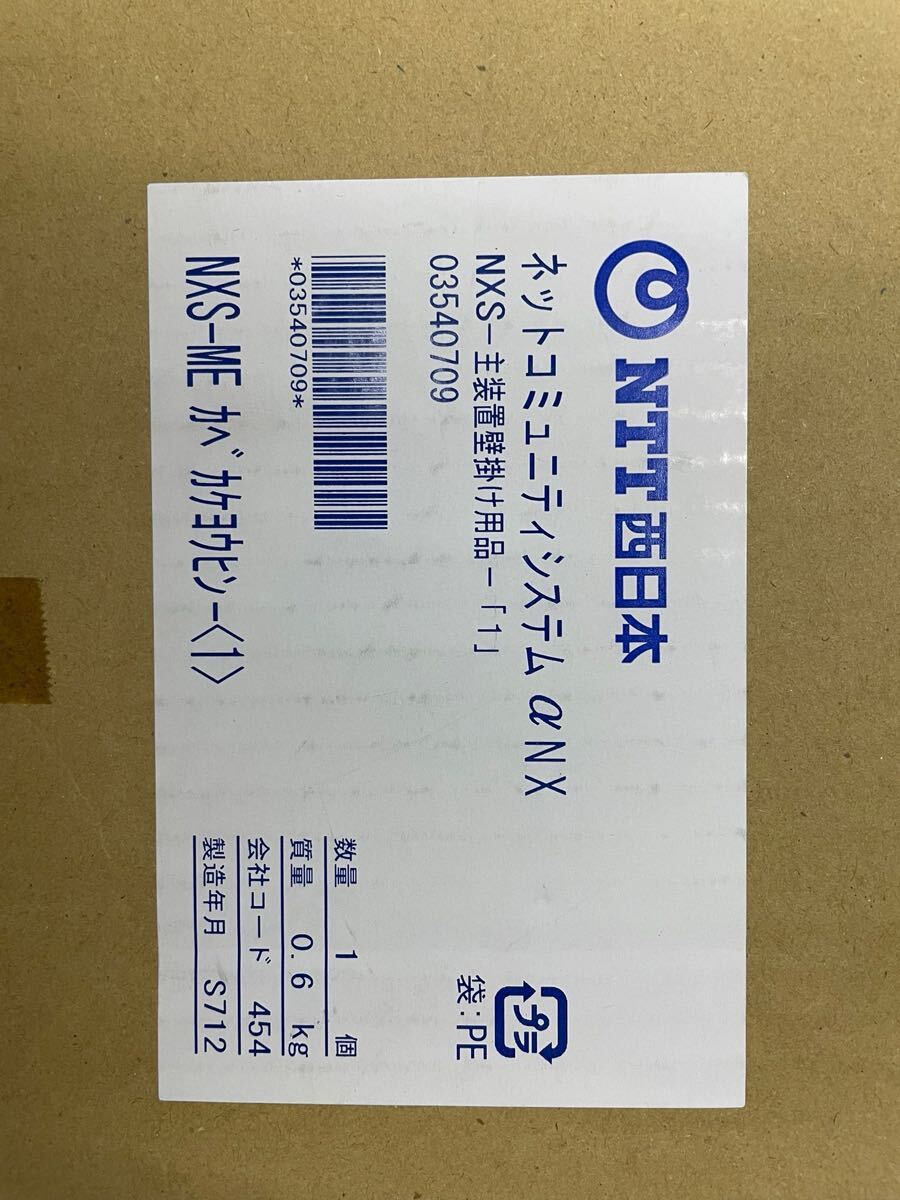 NTT西日本
ネットコミュニティシステム αNX
NXS-主装置壁掛け用品-「1」
03540709
*03540709*
NXS-ME カベカケヨウヒン-<1>
プラ
袋:PE
数量 1 個
質量 0.6 kg
会社コード 454
製造年月 S712